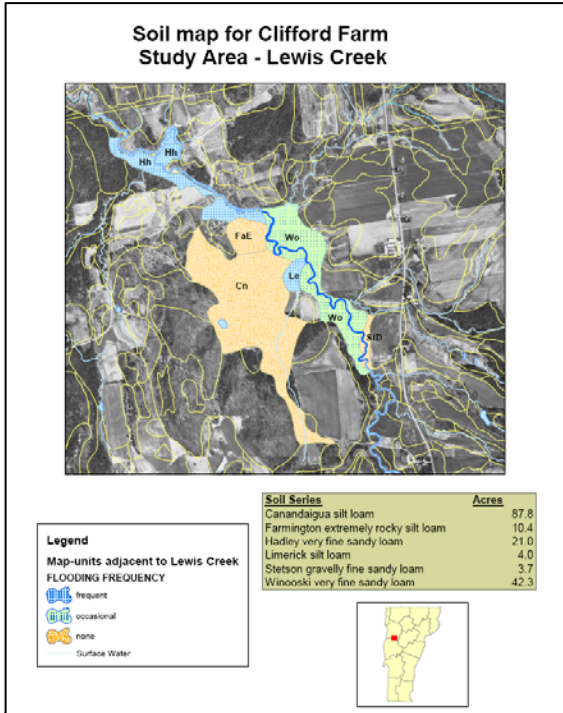 Soil map for Clifford Farm
Study Area - Lewis Creek
Hh
Hh
FaE
Wo
Le
Cn
Wo
StD
Soil Series Acres
Canandaigua silt loam 87.8
Farmington extremely rocky silt loam 10.4
Hadley very fine sandy loam 21.0
Limerick silt loam 4.0
Stetson gravelly fine sandy loam 3.7
Winooski very fine sandy loam 42.3
Legend
Map-units adjacent to Lewis Creek
FLOODING FREQUENCY
frequent
occasional
none
Surface Water